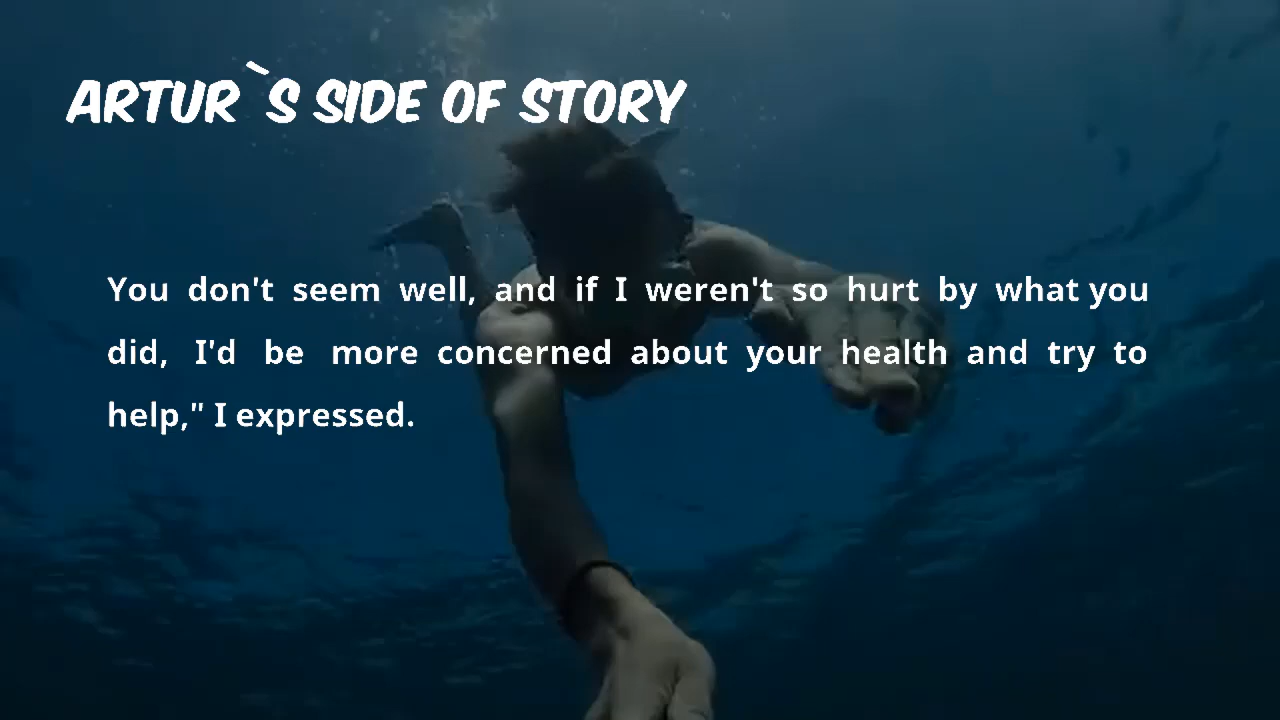 ARTUR`S SIDE OF STORY
You don't seem well, and if I weren't so hurt by what you
did, I'd be more concerned about your health and try to
help," I expressed.